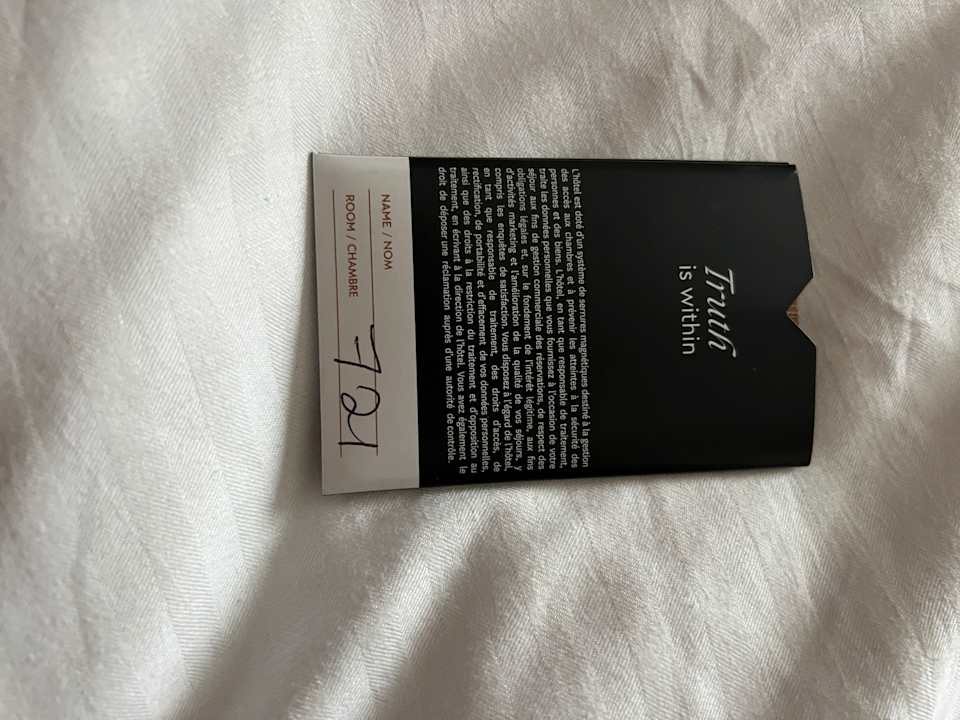 Truth
is within
L'hôtel est doté d'un système de serrures magnétiques destiné à la gestion
des accès aux chambres et à prévenir les atteintes à la sécurité des
personnes et des biens. L'hôtel, en tant que responsable de traitement,
traite les données personnelles que vous fournissez à l'occasion de votre
séjour aux fins de gestion commerciale des réservations, de respect des
obligations légales et, sur le fondement de l'intérêt légitime, aux fins
d'activités marketing et l'amélioration de la qualité de vos séjours, y
compris les enquêtes de satisfaction. Vous disposez à l'égard de l'hôtel,
en tant que responsable de traitement, des droits d'accès, de
rectification, de portabilité et d'effacement de vos données personnelles,
ainsi que des droits à la restriction du traitement et d'opposition au
traitement, en écrivant à la direction de l'hôtel. Vous avez également le
droit de déposer une réclamation auprès d'une autorité de contrôle.
NAME / NOM
ROOM / CHAMBRE 721